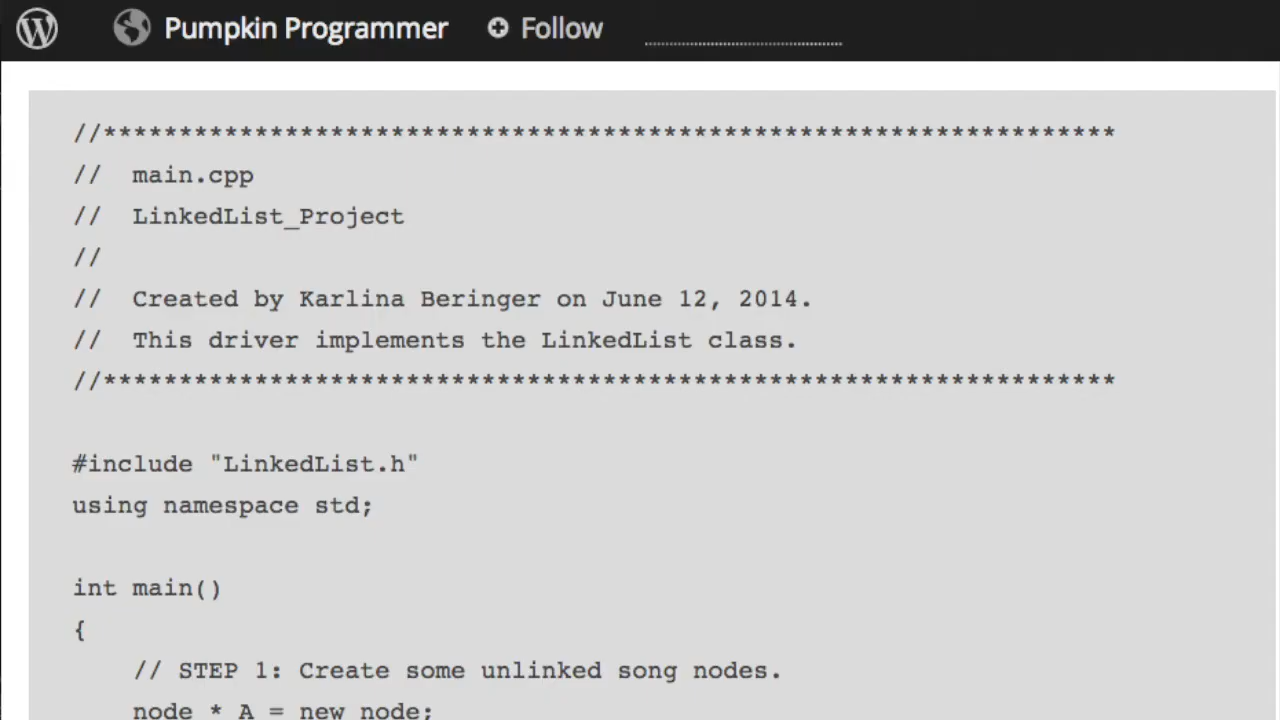 Pumpkin Programmer Follow
//*******************************************************************
// main.cpp
// LinkedList_Project
//
// Created by Karlina Beringer on June 12, 2014.
// This driver implements the LinkedList class.
//*******************************************************************
#include "LinkedList.h"
using namespace std;
int main()
{
// STEP 1: Create some unlinked song nodes.
node * A = new node;